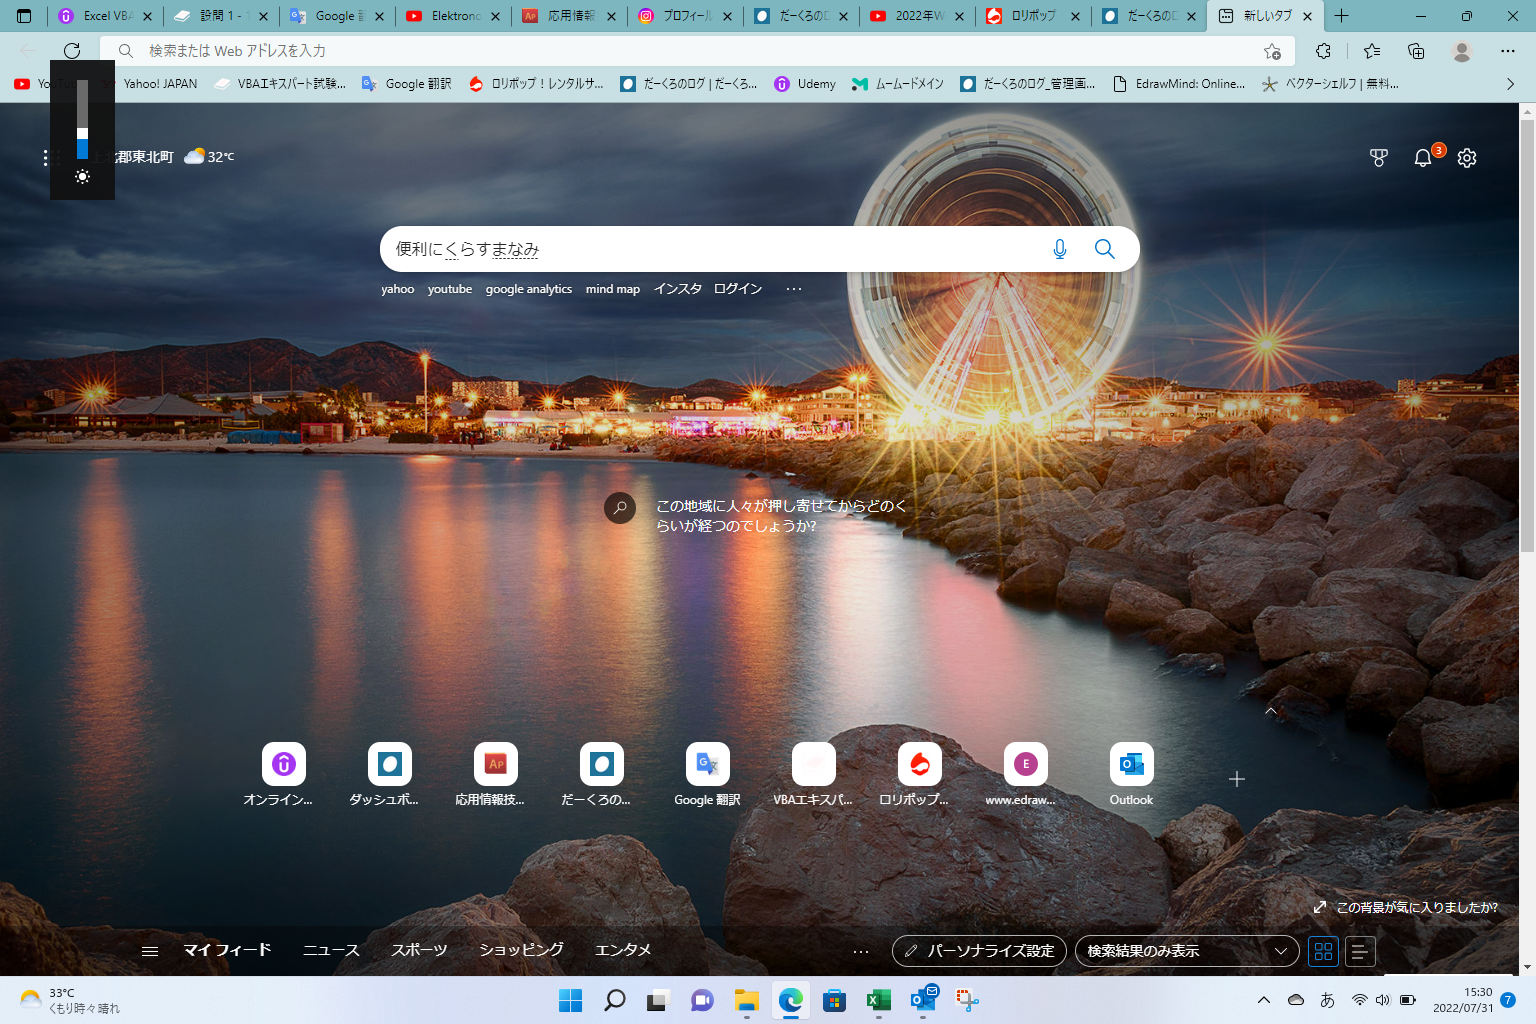 Excel VBA
設問 1 - 1
Google 翻
Elektrono
応用情報
プロフィール
だーくろのロ
2022年W
ロリポップ
だーくろのロ
新しいタブ
検索または Web アドレスを入力
YouTube
Yahoo! JAPAN
VBAエキスパート試験...
Google 翻訳
ロリポップ！レンタルサ...
だーくろのログ | だーくろ...
Udemy
ムームードメイン
だーくろのログ_管理画...
EdrawMind: Online...
ベクターシェルフ | 無料...
上北郡東北町
32°C
3
便利にくらすまなみ
yahoo youtube google analytics mind map インスタ ログイン ...
この地域に人々が押し寄せてからどのく
らいが経つのでしょうか?
オンライン...
ダッシュボ...
応用情報技...
だーくろの...
Google 翻訳
VBAエキスパ...
ロリポップ...
www.edraw...
Outlook
この背景が気に入りましたか?
マイ フィード
ニュース
スポーツ
ショッピング
エンタメ
...
パーソナライズ設定
検索結果のみ表示
33°C
くもり時々晴れ
あ
15:30
2022/07/31
7